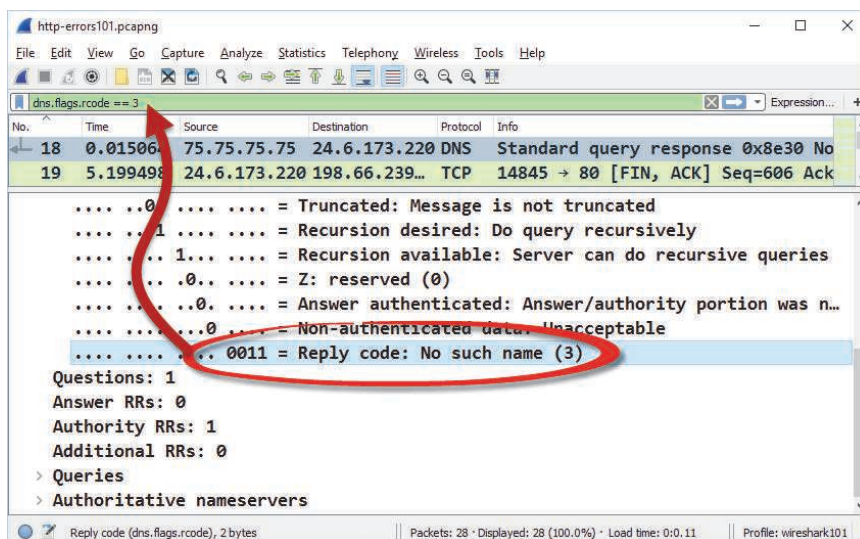 http-errors101.pcapng
File Edit View Go Capture Analyze Statistics Telephony Wireless Tools Help
dns.flags.rcode == 3 Expression... +
No. Time Source Destination Protocol Info
18 0.015064 75.75.75.75 24.6.173.220 DNS Standard query response 0x8e30 No
19 5.199498 24.6.173.220 198.66.239… TCP 14845 → 80 [FIN, ACK] Seq=606 Ack
.... ..0. .... .... = Truncated: Message is not truncated
.... ...1 .... .... = Recursion desired: Do query recursively
.... .... 1... .... = Recursion available: Server can do recursive queries
.... .... .0.. .... = Z: reserved (0)
.... .... ..0. .... = Answer authenticated: Answer/authority portion was n…
.... .... ...0 .... = Non-authenticated data: Unacceptable
.... .... .... 0011 = Reply code: No such name (3)
Questions: 1
Answer RRs: 0
Authority RRs: 1
Additional RRs: 0
> Queries
> Authoritative nameservers
Reply code (dns.flags.rcode), 2 bytes Packets: 28 · Displayed: 28 (100.0%) · Load time: 0:0.11 Profile: wireshark101